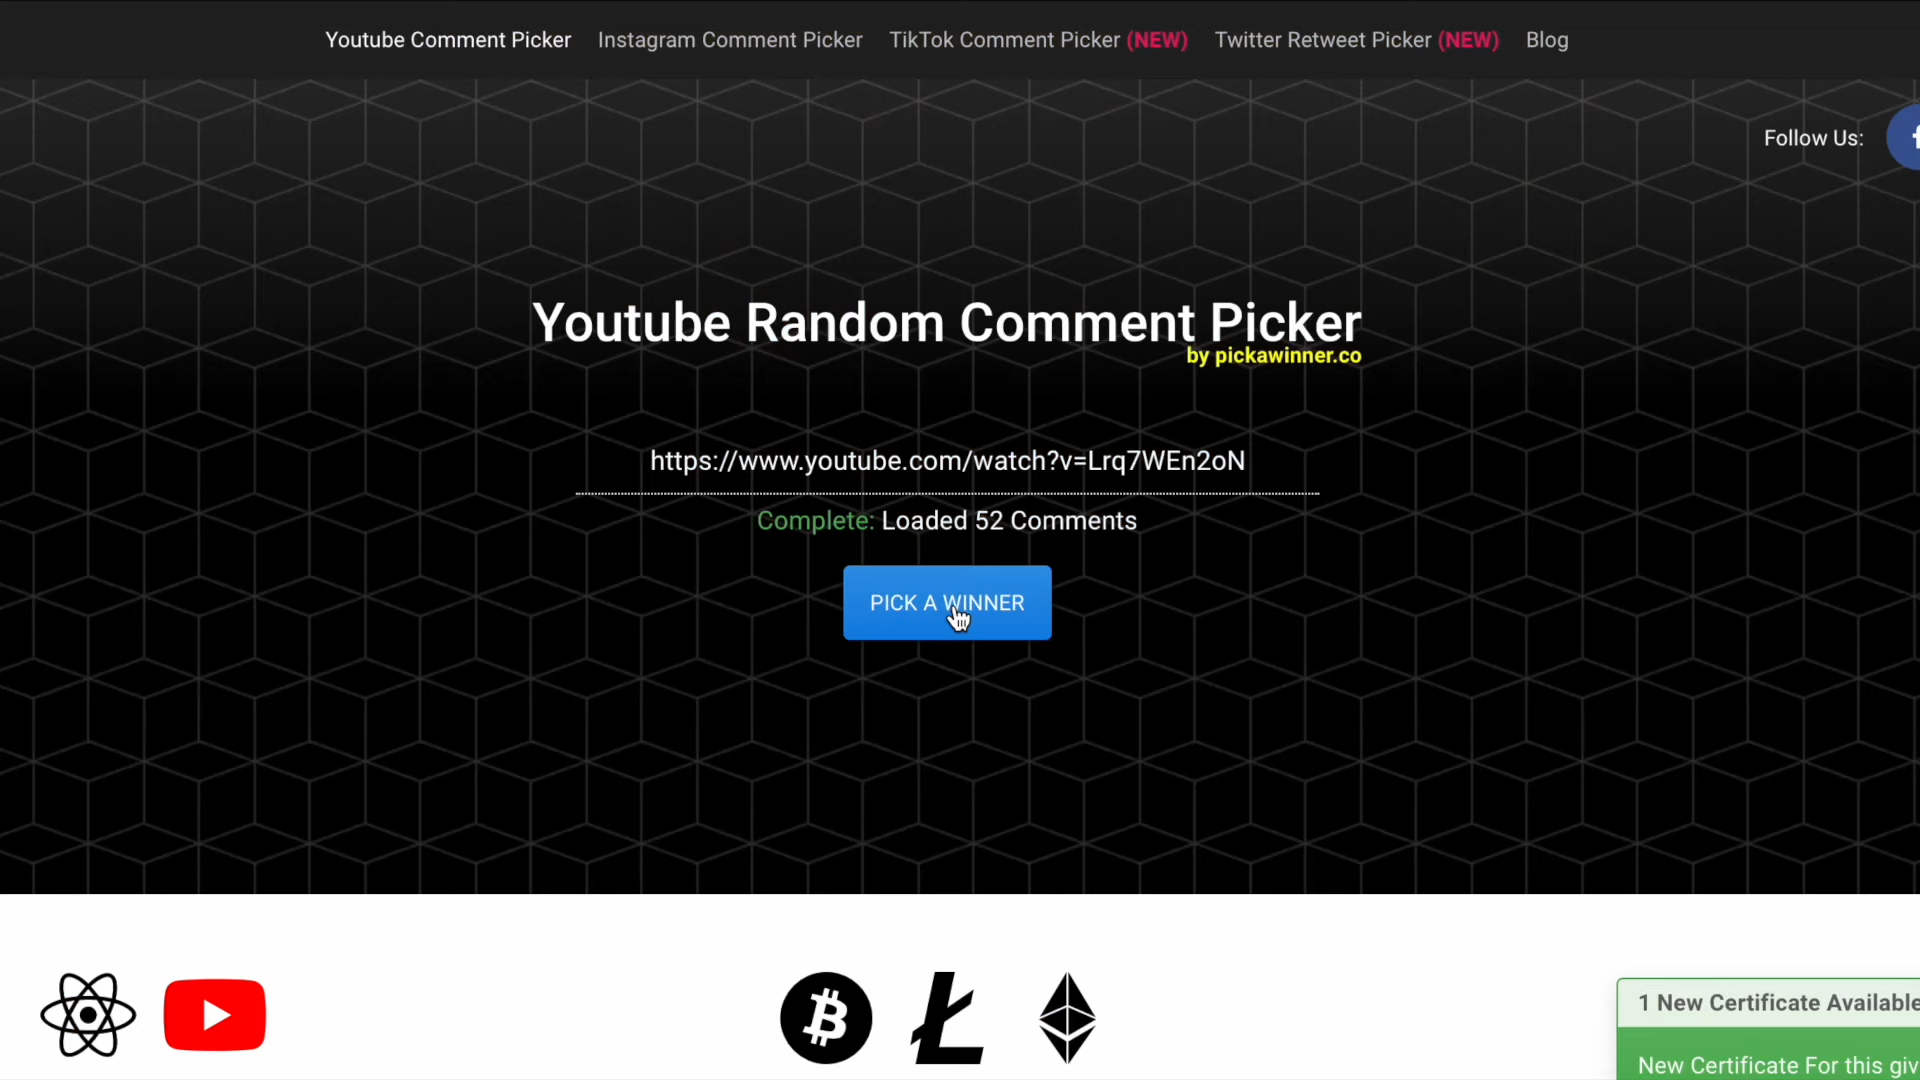 Youtube Comment Picker Instagram Comment Picker TikTok Comment Picker (NEW) Twitter Retweet Picker (NEW) Blog
Follow Us:
Youtube Random Comment Picker
by pickawinner.co
https://www.youtube.com/watch?v=Lrq7WEn2oN
Complete: Loaded 52 Comments
PICK A WINNER
1 New Certificate Available
New Certificate For this giv